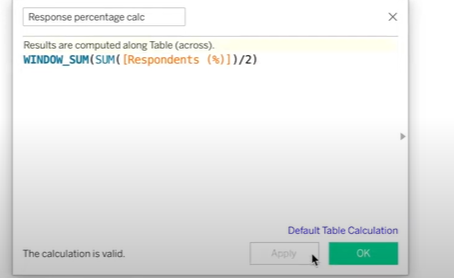 Response percentage calc
Results are computed along Table (across).
WINDOW_SUM(SUM([Respondents (%)])/2)
Default Table Calculation
The calculation is valid.
Apply
OK